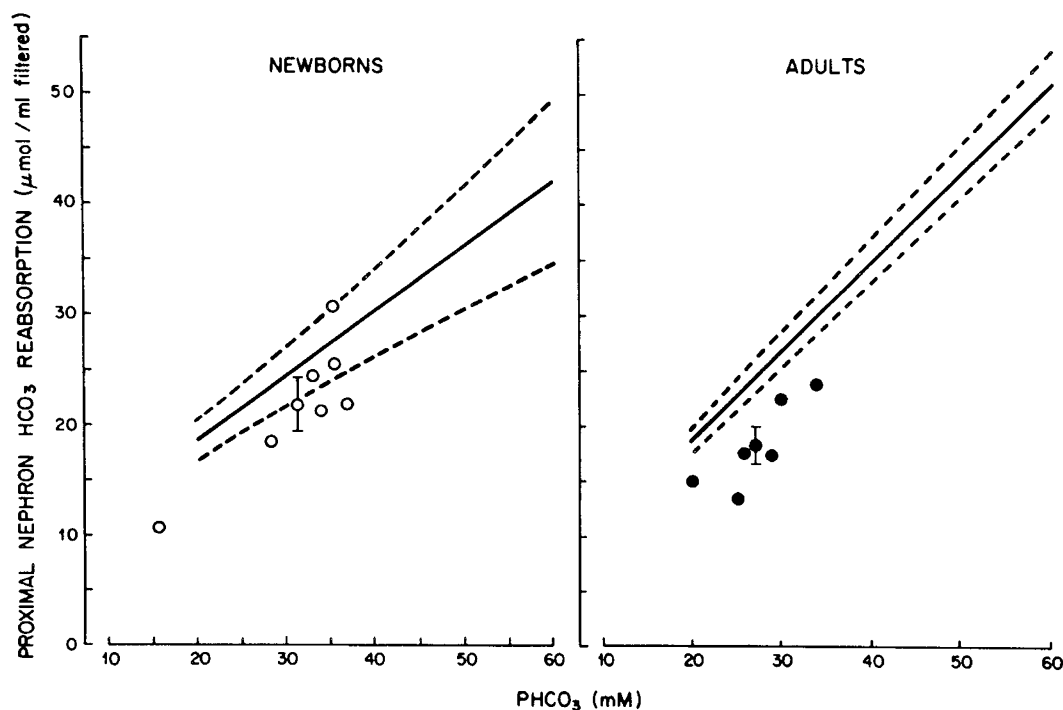 NEWBORNS
ADULTS
PROXIMAL NEPHRON HCO₃ REABSORPTION (μmol / ml filtered)
50
40
30
20
10
0
10 20 30 40 50 60
10 20 30 40 50 60
PHCO₃ (mM)